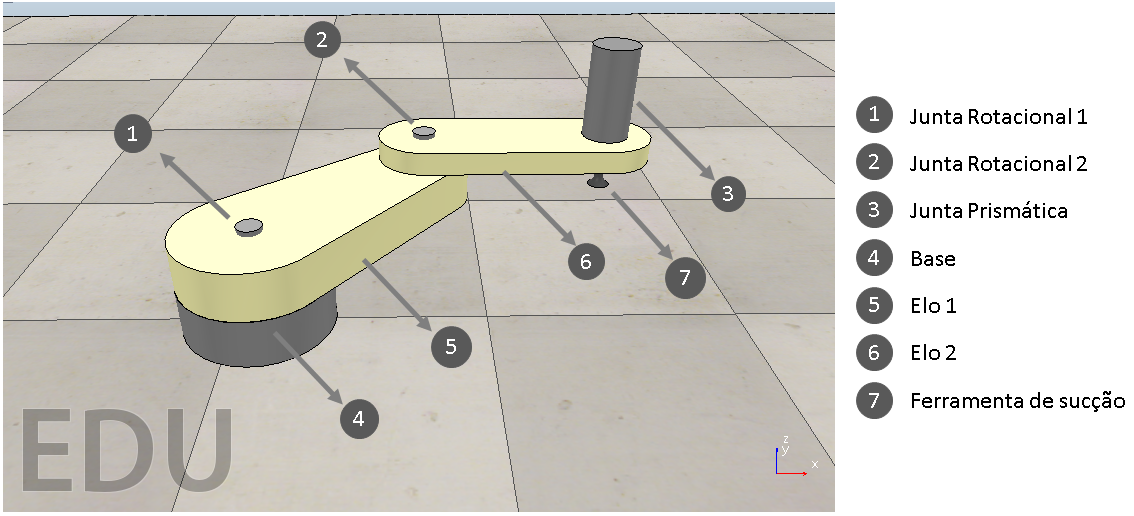 2
1
3
6
7
5
4
EDU
z
y
x
1 Junta Rotacional 1
2 Junta Rotacional 2
3 Junta Prismática
4 Base
5 Elo 1
6 Elo 2
7 Ferramenta de sucção